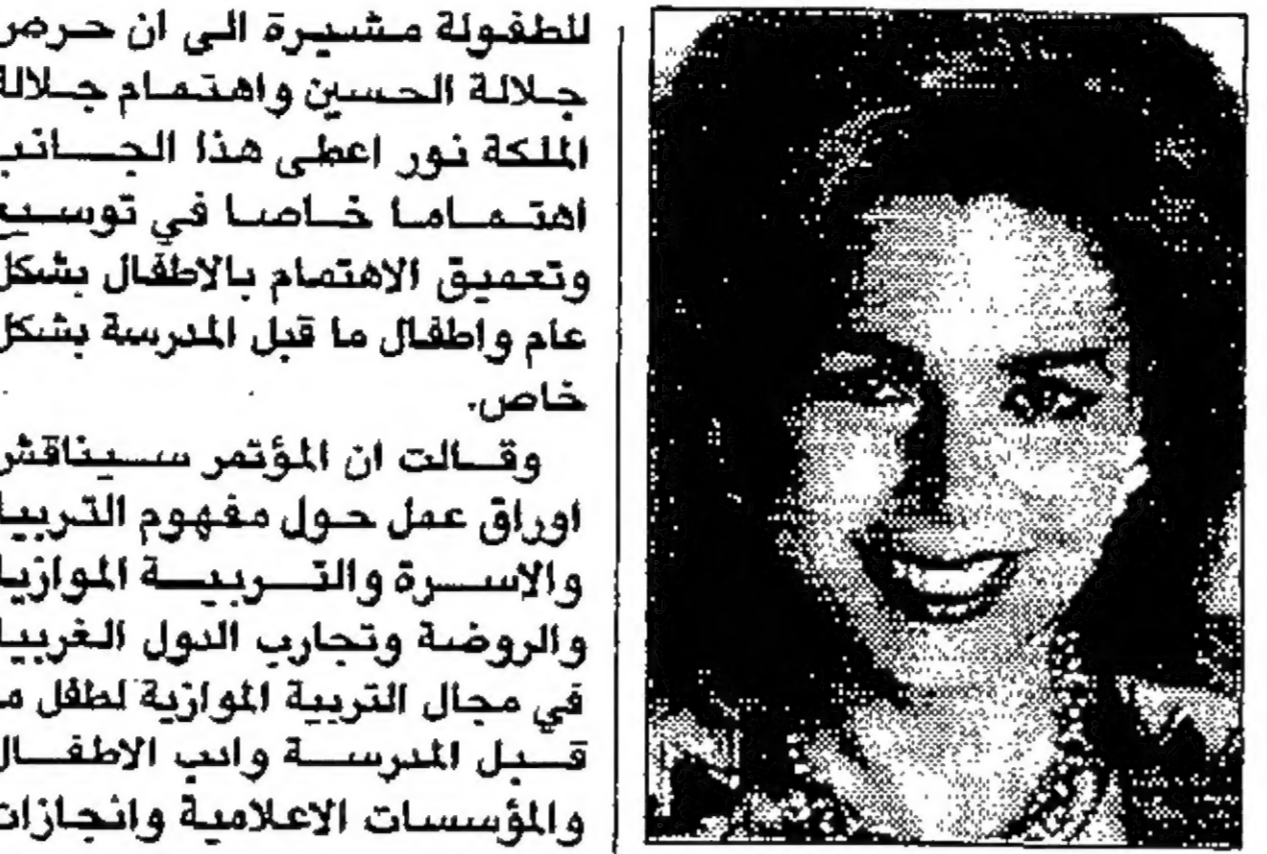 للطفولة مشيرة الى ان حرص
جلالة الحسين واهتمام جلالة
الملكة نور اعطى هذا الجانب
اهتماما خاصا في توسيع
وتعميق الاهتمام بالاطفال بشكل
عام واطفال ما قبل المدرسة بشكل
خاص.
وقالت ان المؤتمر سيناقش
اوراق عمل حول مفهوم التربية
والاسرة والتربية الموازية
والروضة وتجارب الدول الغربية
في مجال التربية الموازية لطفل ما
قبل المدرسة وادب الاطفال
والمؤسسات الاعلامية وانجازات